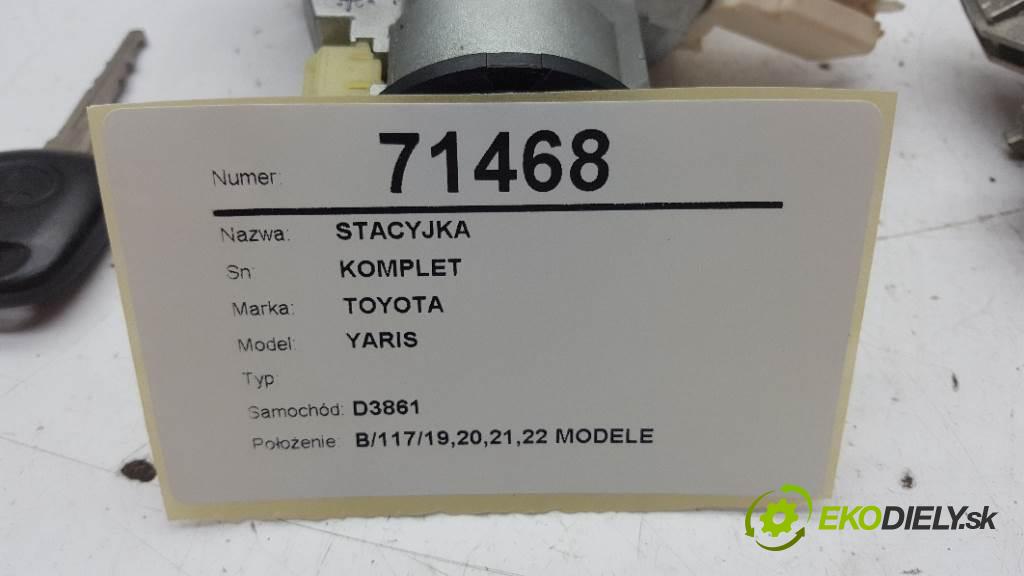 Numer: 71468
Nazwa: STACYJKA
Sn: KOMPLET
Marka: TOYOTA
Model: YARIS
Typ:
Samochód: D3861
Położenie: B/117/19,20,21,22 MODELE
EKODIELY.sk